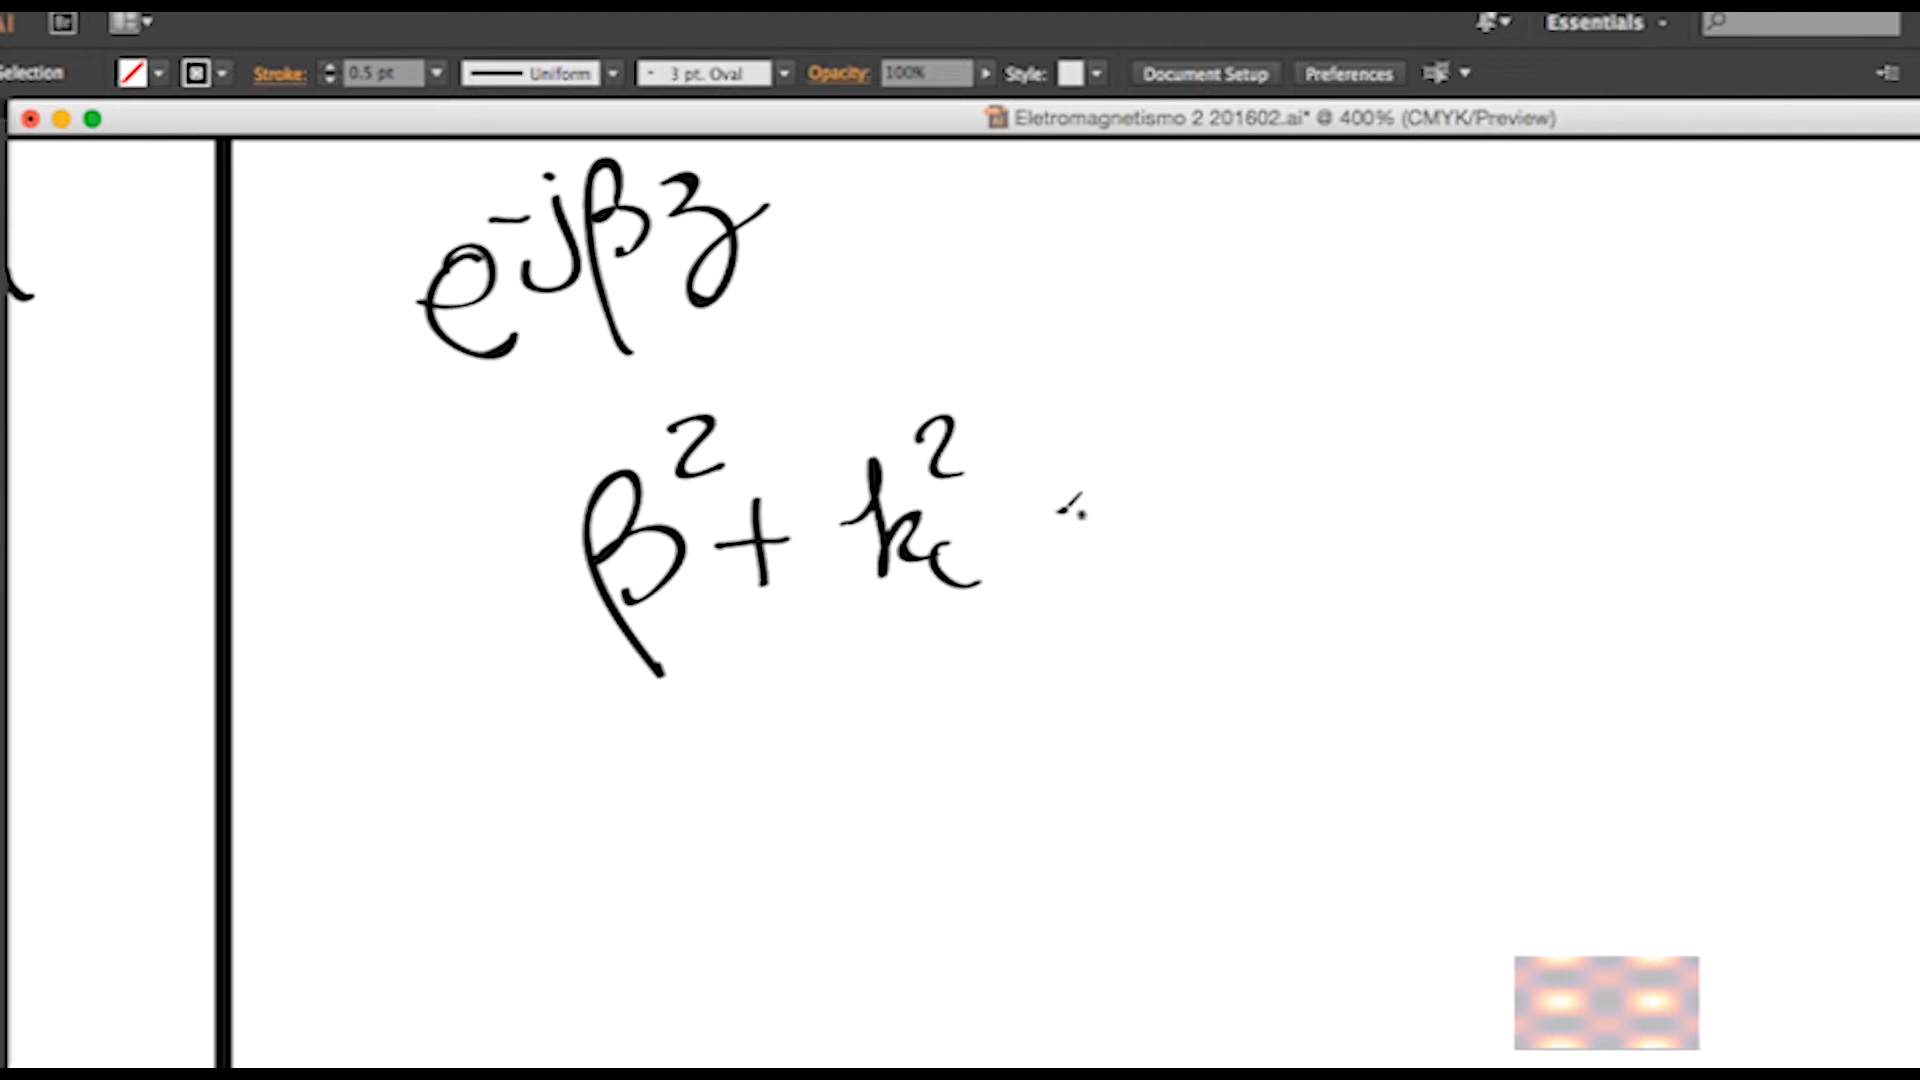 Essentials
Selection Stroke: 0.5 pt Uniform 3 pt. Oval Opacity: 100% Style: Document Setup Preferences
Eletromagnetismo 2 201602.ai* @ 400% (CMYK/Preview)
e^{-jβz}
β² + k_c²